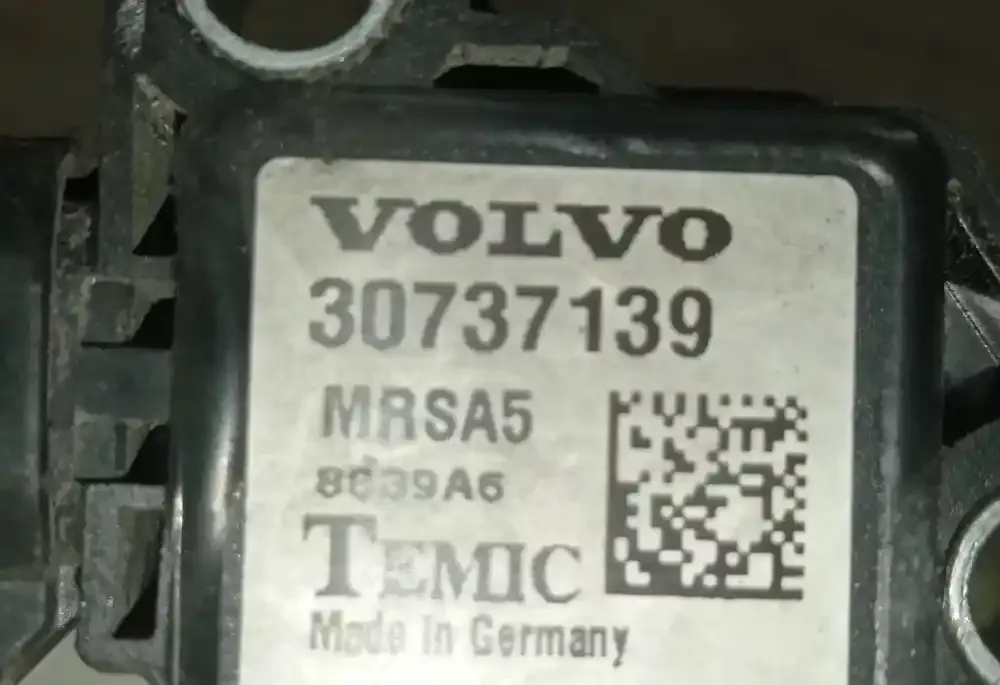 VOLVO
30737139
MRSA5
TEMIC
Made in Germany